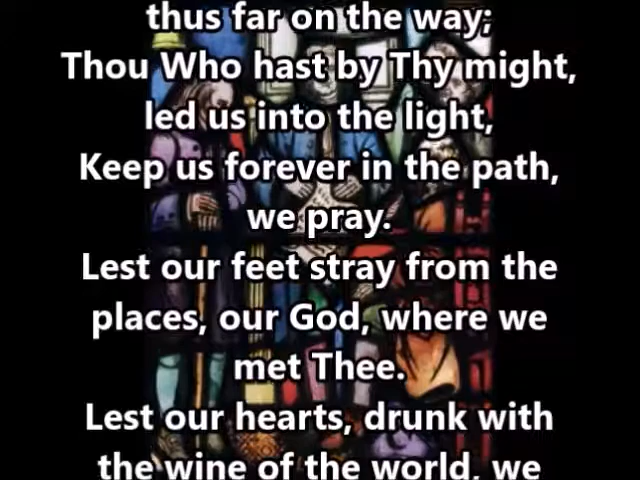 thus far on the way;
Thou Who hast by Thy might,
led us into the light,
Keep us forever in the path,
we pray.
Lest our feet stray from the
places, our God, where we
met Thee.
Lest our hearts, drunk with
the wine of the world, we